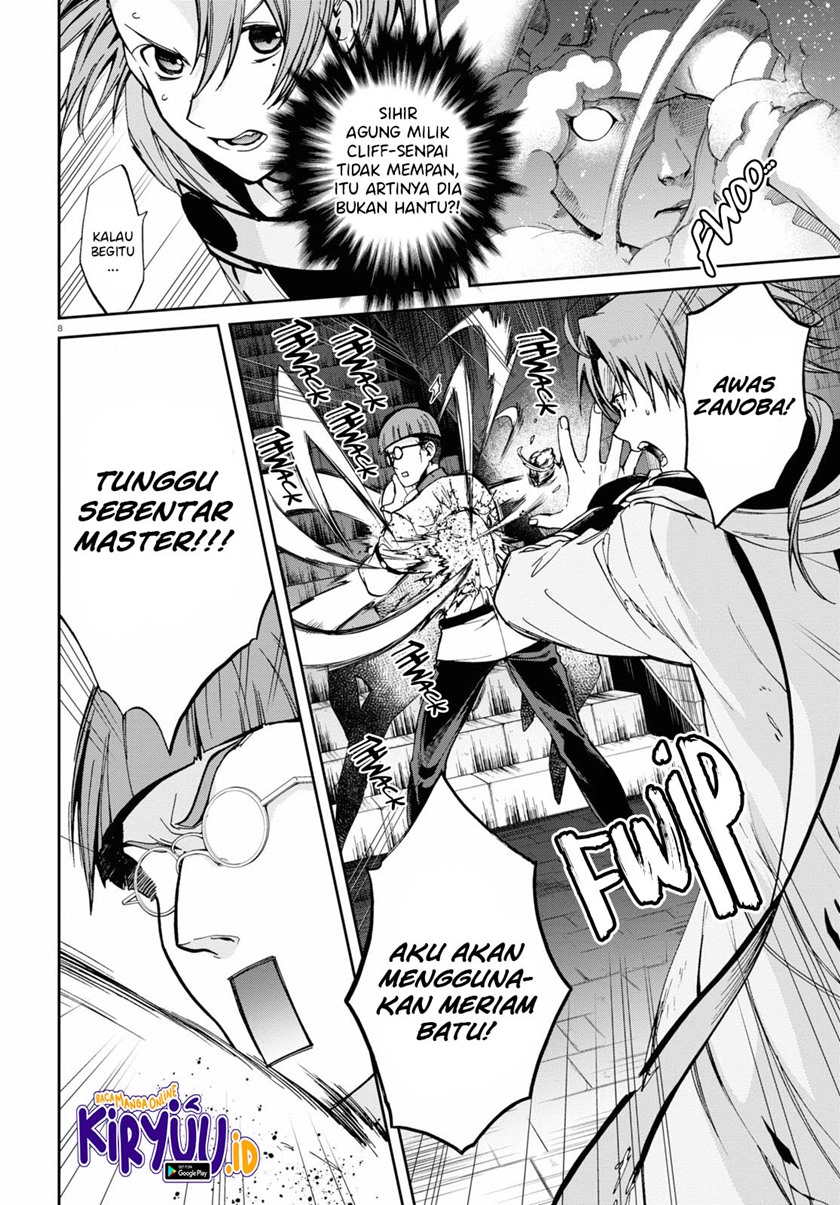 FWOO...
SIHIR
AGUNG MILIK
CLIFF-SENPAI
TIDAK MEMPAN,
ITU ARTINYA DIA
BUKAN HANTU?!
KALAU
BEGITU
...
8
AWAS
ZANOBA!
THWACK
THWACK
THWACK
THWACK
THWACK
THWACK
THWACK
FWIP
AKU AKAN
MENGGUNA-
KAN MERIAM
BATU!
TUNGGU
SEBENTAR
MASTER!!!
BACA MANGA ONLINE
KIRYUU.ID
GET IT ON
Google Play